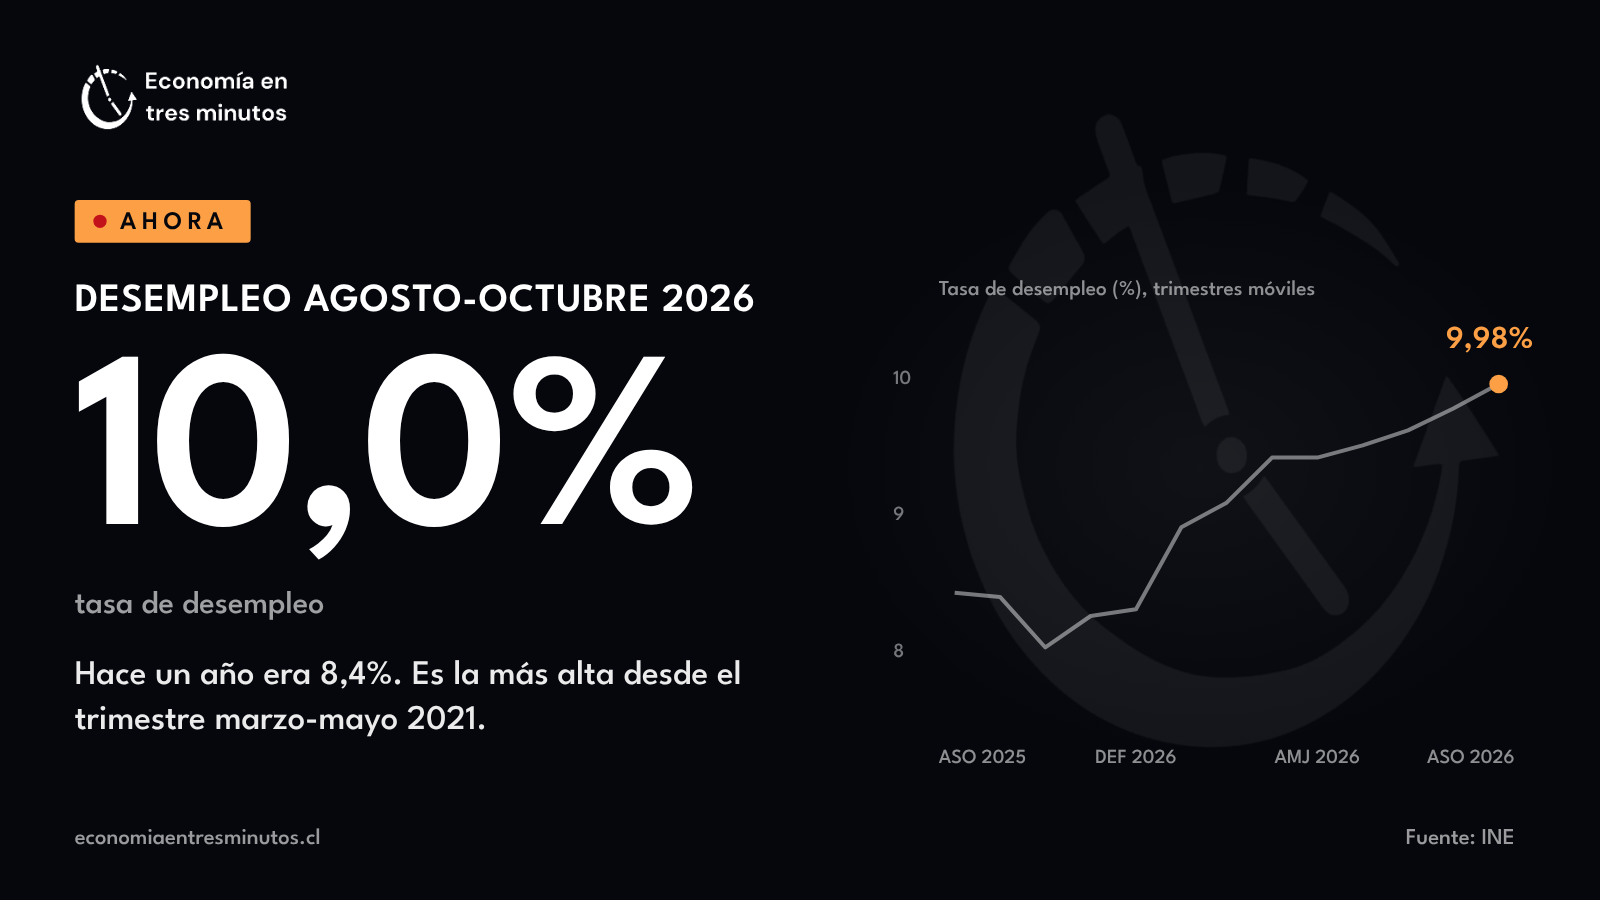 Economía en
tres minutos
AHORA
DESEMPLEO AGOSTO-OCTUBRE 2026
10,0%
tasa de desempleo
Hace un año era 8,4%. Es la más alta desde el
trimestre marzo-mayo 2021.
Tasa de desempleo (%), trimestres móviles
9,98%
10
9
8
ASO 2025 DEF 2026 AMJ 2026 ASO 2026
economiaentresminutos.cl
Fuente: INE